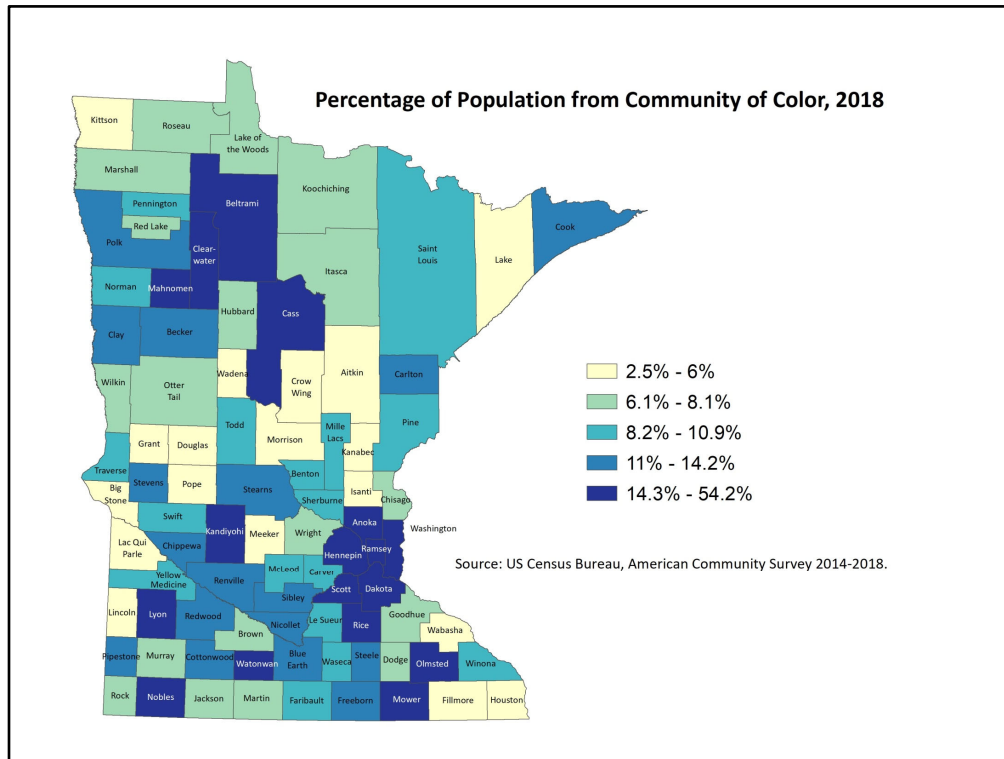 Percentage of Population from Community of Color, 2018
Kittson
Roseau
Lake of
the Woods
Marshall
Koochiching
Pennington
Beltrami
Red Lake
Polk
Clear-
water
Cook
Saint
Louis
Lake
Itasca
Norman
Mahnomen
Hubbard
Cass
Clay
Becker
Wadena
Crow
Wing
Aitkin
Carlton
Wilkin
Otter
Tail
2.5% - 6%
6.1% - 8.1%
8.2% - 10.9%
11% - 14.2%
14.3% - 54.2%
Todd
Morrison
Mille
Lacs
Pine
Kanabec
Grant
Douglas
Traverse
Stevens
Pope
Stearns
Benton
Isanti
Chisago
Big
Stone
Sherburne
Swift
Kandiyohi
Meeker
Wright
Anoka
Washington
Lac Qui
Parle
Chippewa
Hennepin
Ramsey
Source: US Census Bureau, American Community Survey 2014-2018.
Yellow
Medicine
Renville
McLeod
Carver
Scott
Dakota
Sibley
Lincoln
Lyon
Redwood
Nicollet
Le Sueur
Rice
Goodhue
Wabasha
Brown
Pipestone
Murray
Cottonwood
Watonwan
Blue
Earth
Waseca
Steele
Dodge
Olmsted
Winona
Rock
Nobles
Jackson
Martin
Faribault
Freeborn
Mower
Fillmore
Houston